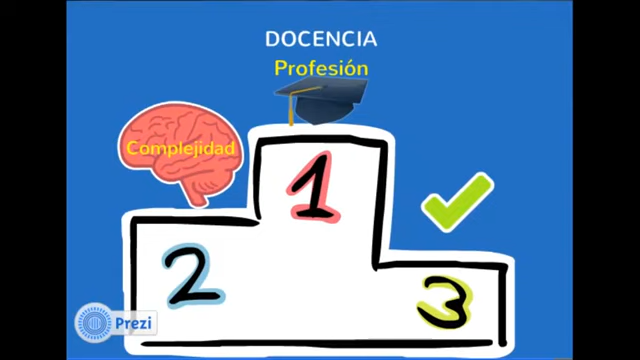 DOCENCIA
Profesión
Complejidad
1
2
3
Prezi